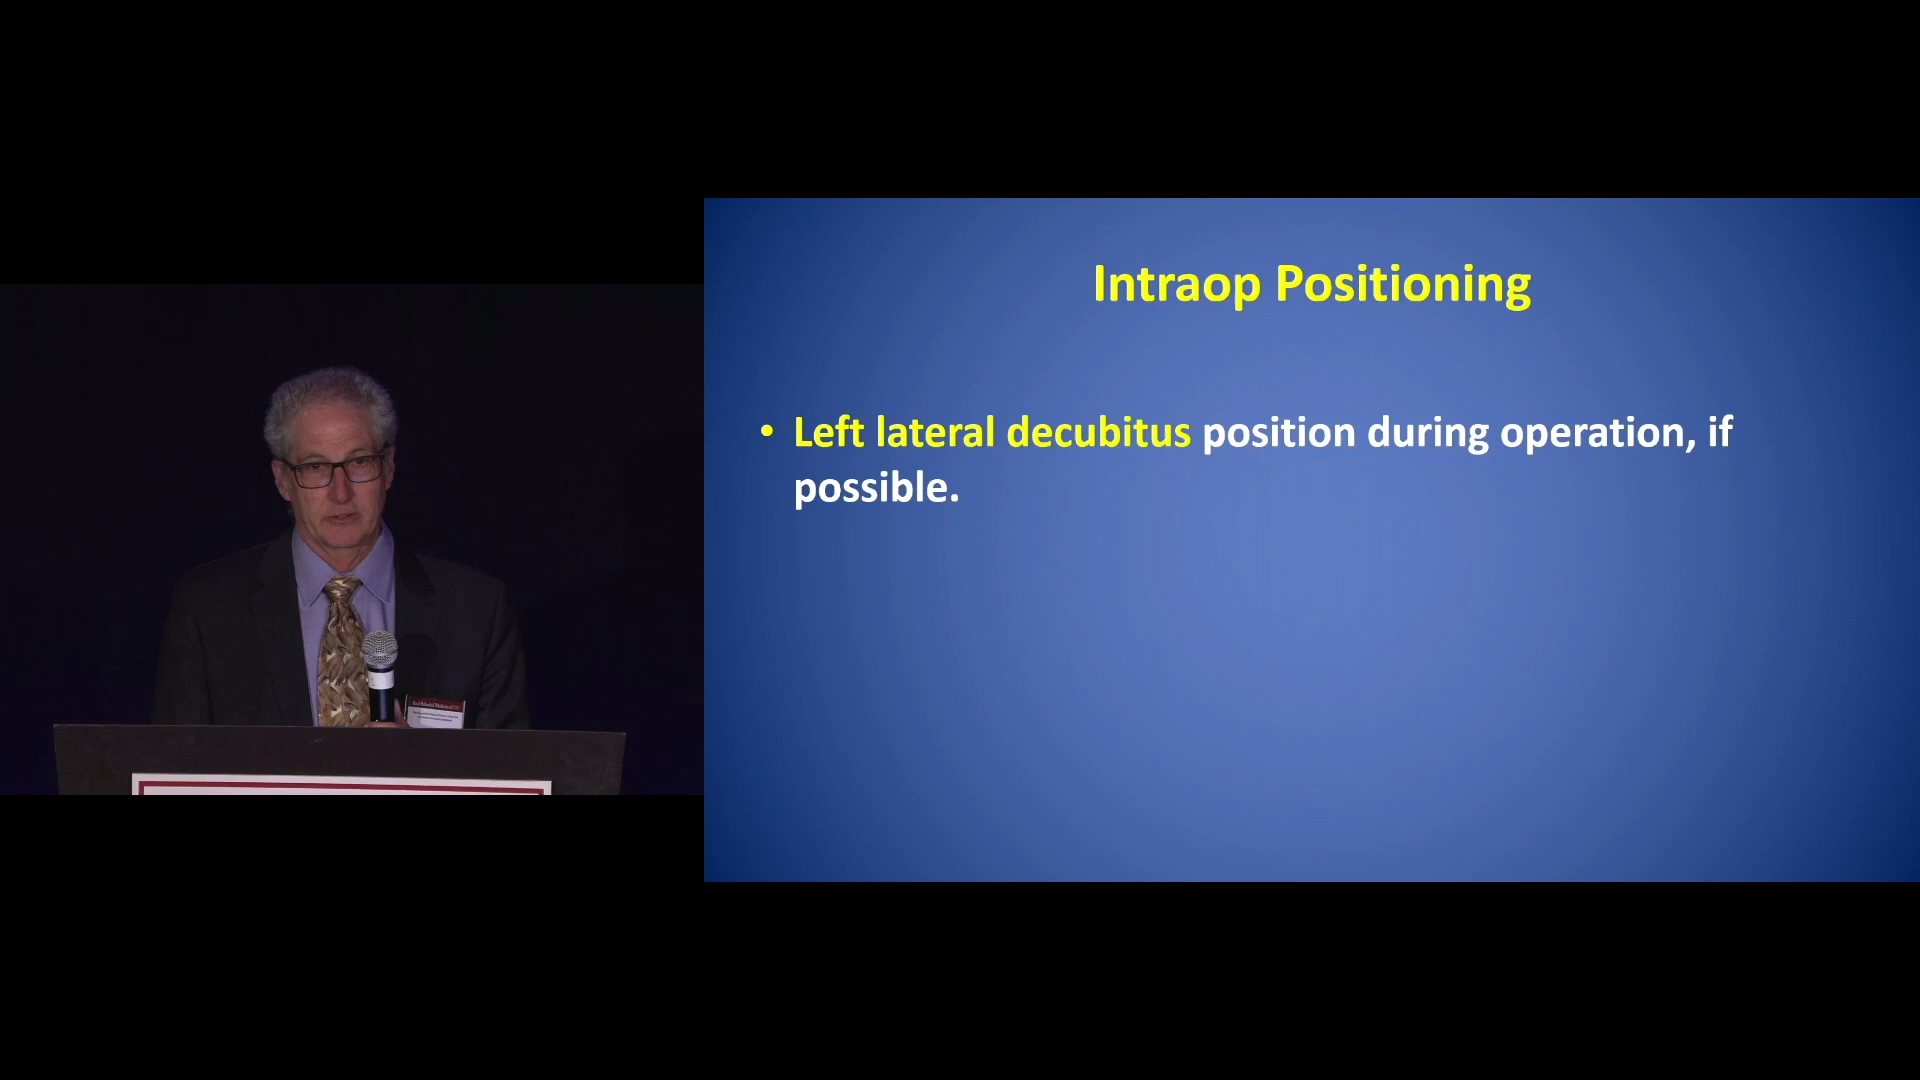 Intraop Positioning
• Left lateral decubitus position during operation, if
possible.